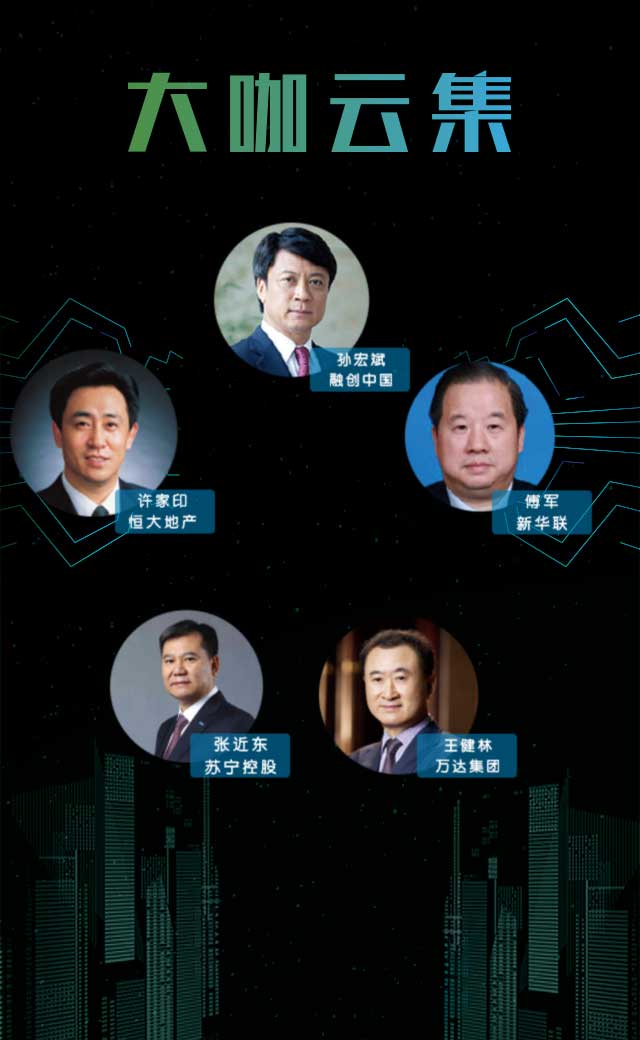 大咖云集
孙宏斌
融创中国
许家印
恒大地产
傅军
新华联
张近东
苏宁控股
王健林
万达集团